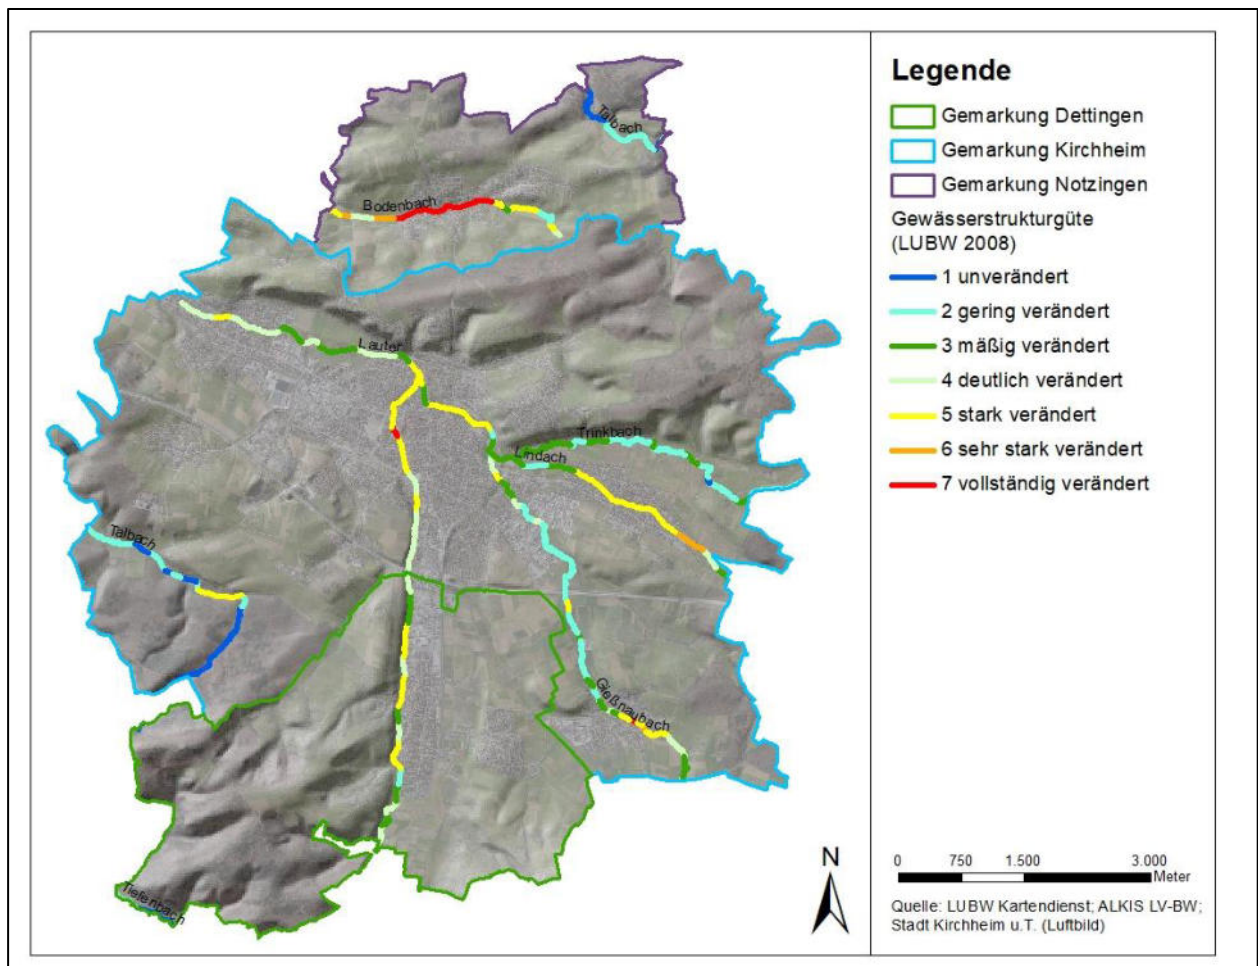 Talbach
Bodenbach
Lauter
Trinkbach
Lindach
Talbach
Gießnaubach
Tiefenbach
N
Legende
Gemarkung Dettingen
Gemarkung Kirchheim
Gemarkung Notzingen
Gewässerstrukturgüte
(LUBW 2008)
1 unverändert
2 gering verändert
3 mäßig verändert
4 deutlich verändert
5 stark verändert
6 sehr stark verändert
7 vollständig verändert
0 750 1.500 3.000
Meter
Quelle: LUBW Kartendienst; ALKIS LV-BW;
Stadt Kirchheim u.T. (Luftbild)